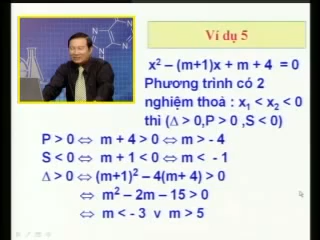 Ví dụ 5
x² – (m+1)x + m + 4 = 0
Phương trình có 2
nghiệm thoả : x₁ < x₂ < 0
thì (Δ > 0,P > 0 ,S < 0)
P > 0 ⇔ m + 4 > 0 ⇔ m > - 4
S < 0 ⇔ m + 1 < 0 ⇔ m < - 1
Δ > 0 ⇔ (m+1)² – 4(m+ 4) > 0
⇔ m² – 2m – 15 > 0
⇔ m < - 3 v m > 5